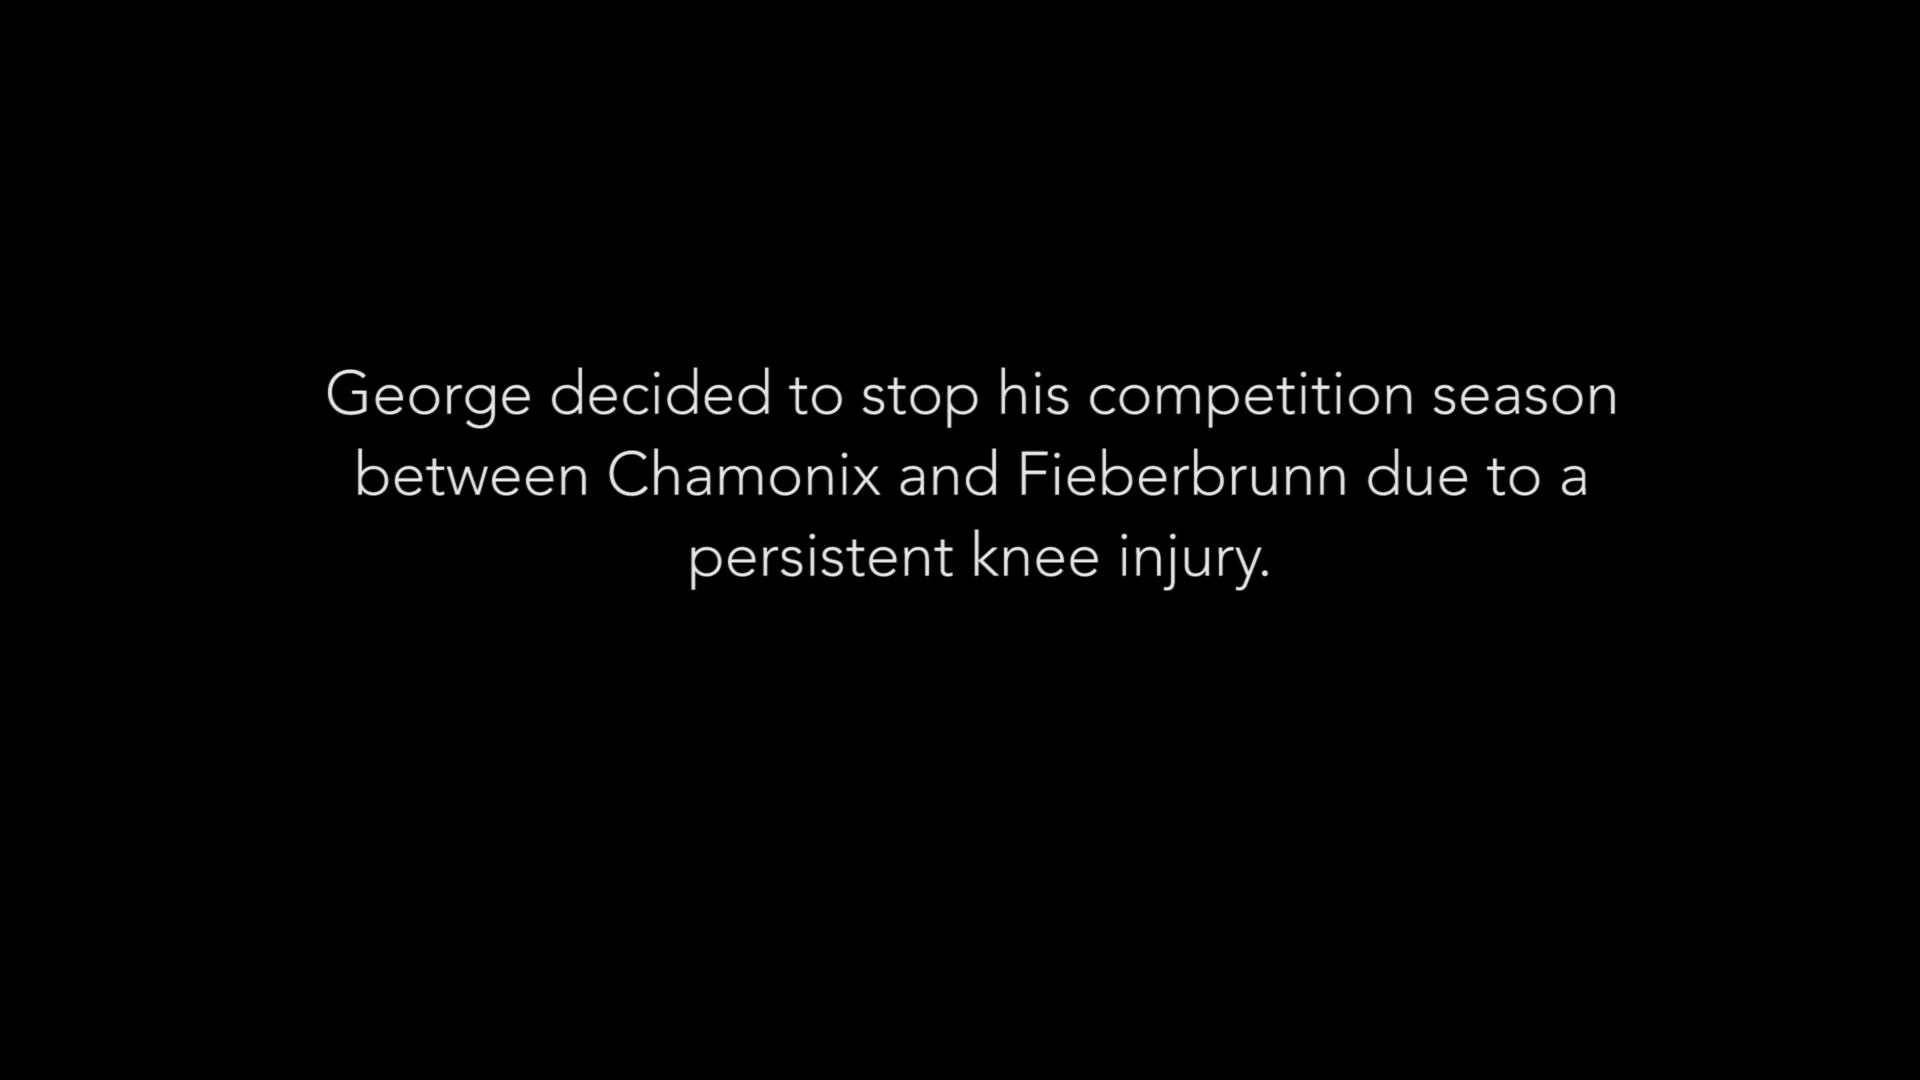 George decided to stop his competition season
between Chamonix and Fieberbrunn due to a
persistent knee injury.